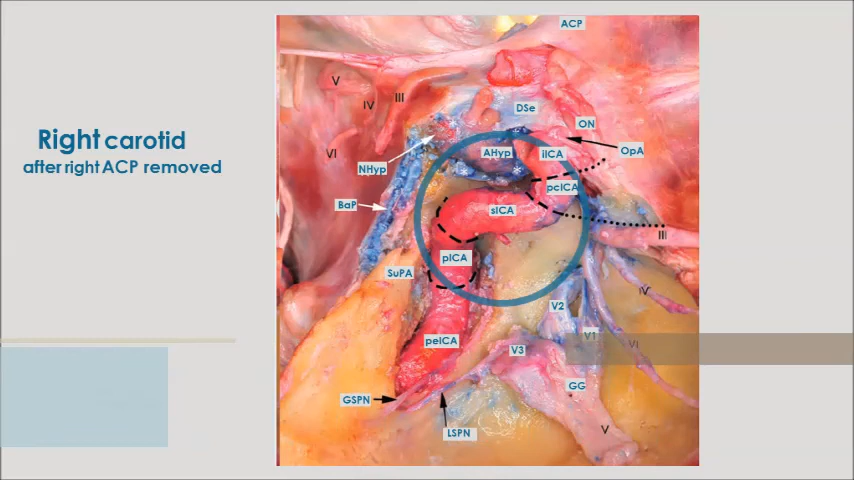 Right carotid
after right ACP removed
ACP
V
IV
III
DSe
ON
VI
AHyp
ilCA
OpA
NHyp
pcICA
BaP
sICA
III
pICA
SuPA
IV
V2
V1
VI
peICA
V3
GG
GSPN
LSPN
V